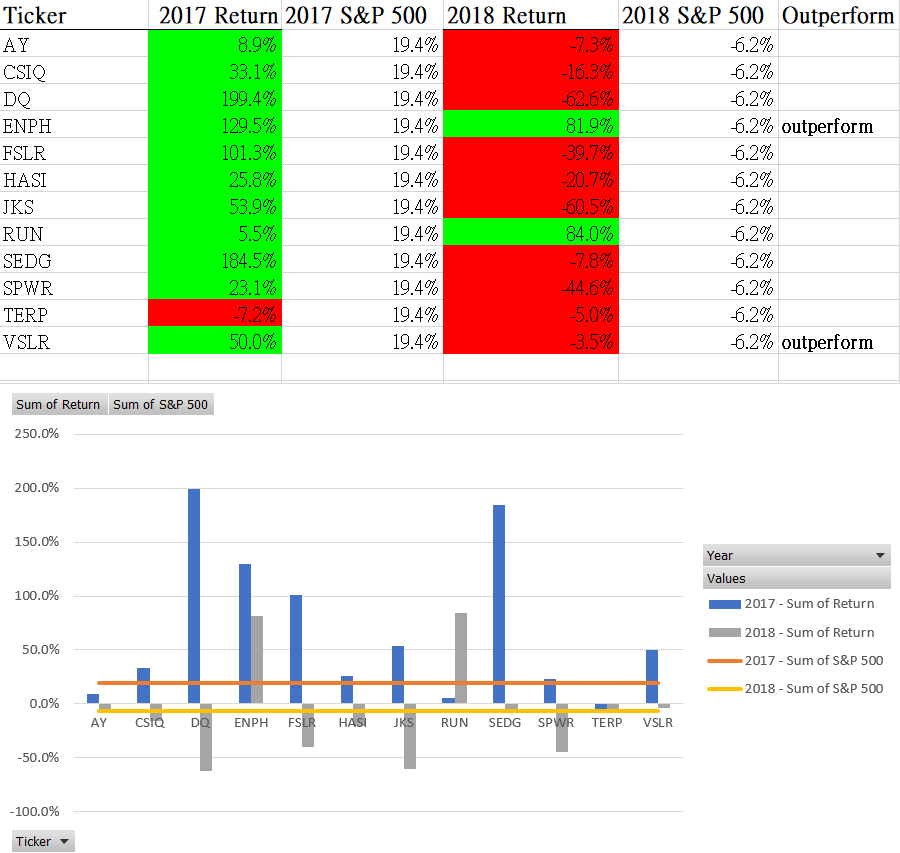 Ticker 2017 Return 2017 S&P 500 2018 Return 2018 S&P 500 Outperform
AY 8.9% 19.4% -7.3% -6.2%
CSIQ 33.1% 19.4% -16.3% -6.2%
DQ 199.4% 19.4% -62.6% -6.2%
ENPH 129.5% 19.4% 81.9% -6.2% outperform
FSLR 101.3% 19.4% -39.7% -6.2%
HASI 25.8% 19.4% -20.7% -6.2%
JKS 53.9% 19.4% -60.5% -6.2%
RUN 5.5% 19.4% 84.0% -6.2%
SEDG 184.5% 19.4% -7.8% -6.2%
SPWR 23.1% 19.4% -44.6% -6.2%
TERP -7.2% 19.4% -5.0% -6.2%
VSLR 50.0% 19.4% -3.5% -6.2% outperform
Sum of Return Sum of S&P 500
250.0%
200.0%
150.0%
100.0%
50.0%
0.0%
-50.0%
-100.0%
AY CSIQ DQ ENPH FSLR HASI JKS RUN SEDG SPWR TERP VSLR
Year
Values
2017 - Sum of Return
2018 - Sum of Return
2017 - Sum of S&P 500
2018 - Sum of S&P 500
Ticker